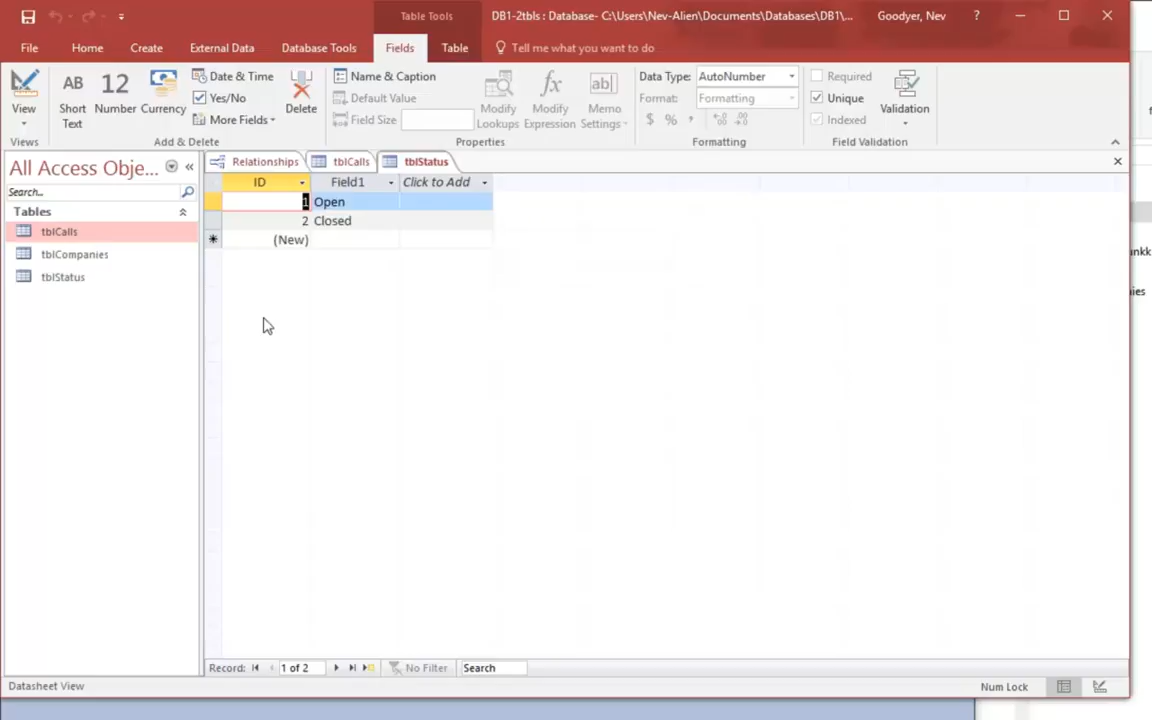 Table Tools
DB1-2tbls : Database- C:\Users\Nev-Alien\Documents\Databases\DB1\...
Goodyer, Nev
?
File
Home
Create
External Data
Database Tools
Fields
Table
Tell me what you want to do
View
Views
AB
Short
Text
12
Number
Currency
Date & Time
Yes/No
More Fields
Delete
Add & Delete
Name & Caption
Default Value
Field Size
Modify
Lookups
fx
Modify
Expression
ab
Memo
Settings
Properties
Data Type: AutoNumber
Format: Formatting
$ % ,
Formatting
Required
Unique
Indexed
Validation
Field Validation
All Access Obje...
Search...
Tables
tblCalls
tblCompanies
tblStatus
Relationships
tblCalls
tblStatus
ID Field1 Click to Add
1 Open
2 Closed
(New)
Record:
1 of 2
No Filter
Search
Datasheet View
Num Lock
unkk
ies